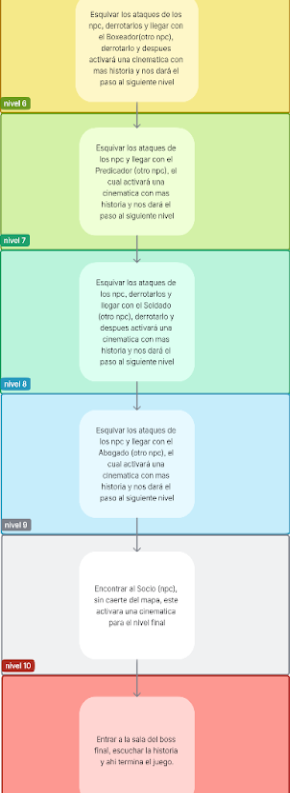 Esquivar los ataques de los
npc, derrotarlos y llegar con
el Boxeador(otro npc),
derrotarlo y despues
activará una cinematica con
mas historia y nos dará el
paso al siguiente nivel
nivel 6
Esquivar los ataques de
los npc y llegar con el
Predicador (otro npc), el
cual activará una
cinematica con mas
historia y nos dará el
paso al siguiente nivel
nivel 7
Esquivar los ataques de
los npc, derrotarlos y
llegar con el Soldado
(otro npc), derrotarlo y
despues activará una
cinematica con mas
historia y nos dará el
paso al siguiente nivel
nivel 8
Esquivar los ataques de
los npc y llegar con el
Abogado (otro npc), el
cual activará una
cinematica con mas
historia y nos dará el
paso al siguiente nivel
nivel 9
Encontrar al Socio (npc),
sin caerte del mapa, este
activara una cinematica
para el nivel final
nivel 10
Entrar a la sala del boss
final, escuchar la historia
y ahi termina el juego.